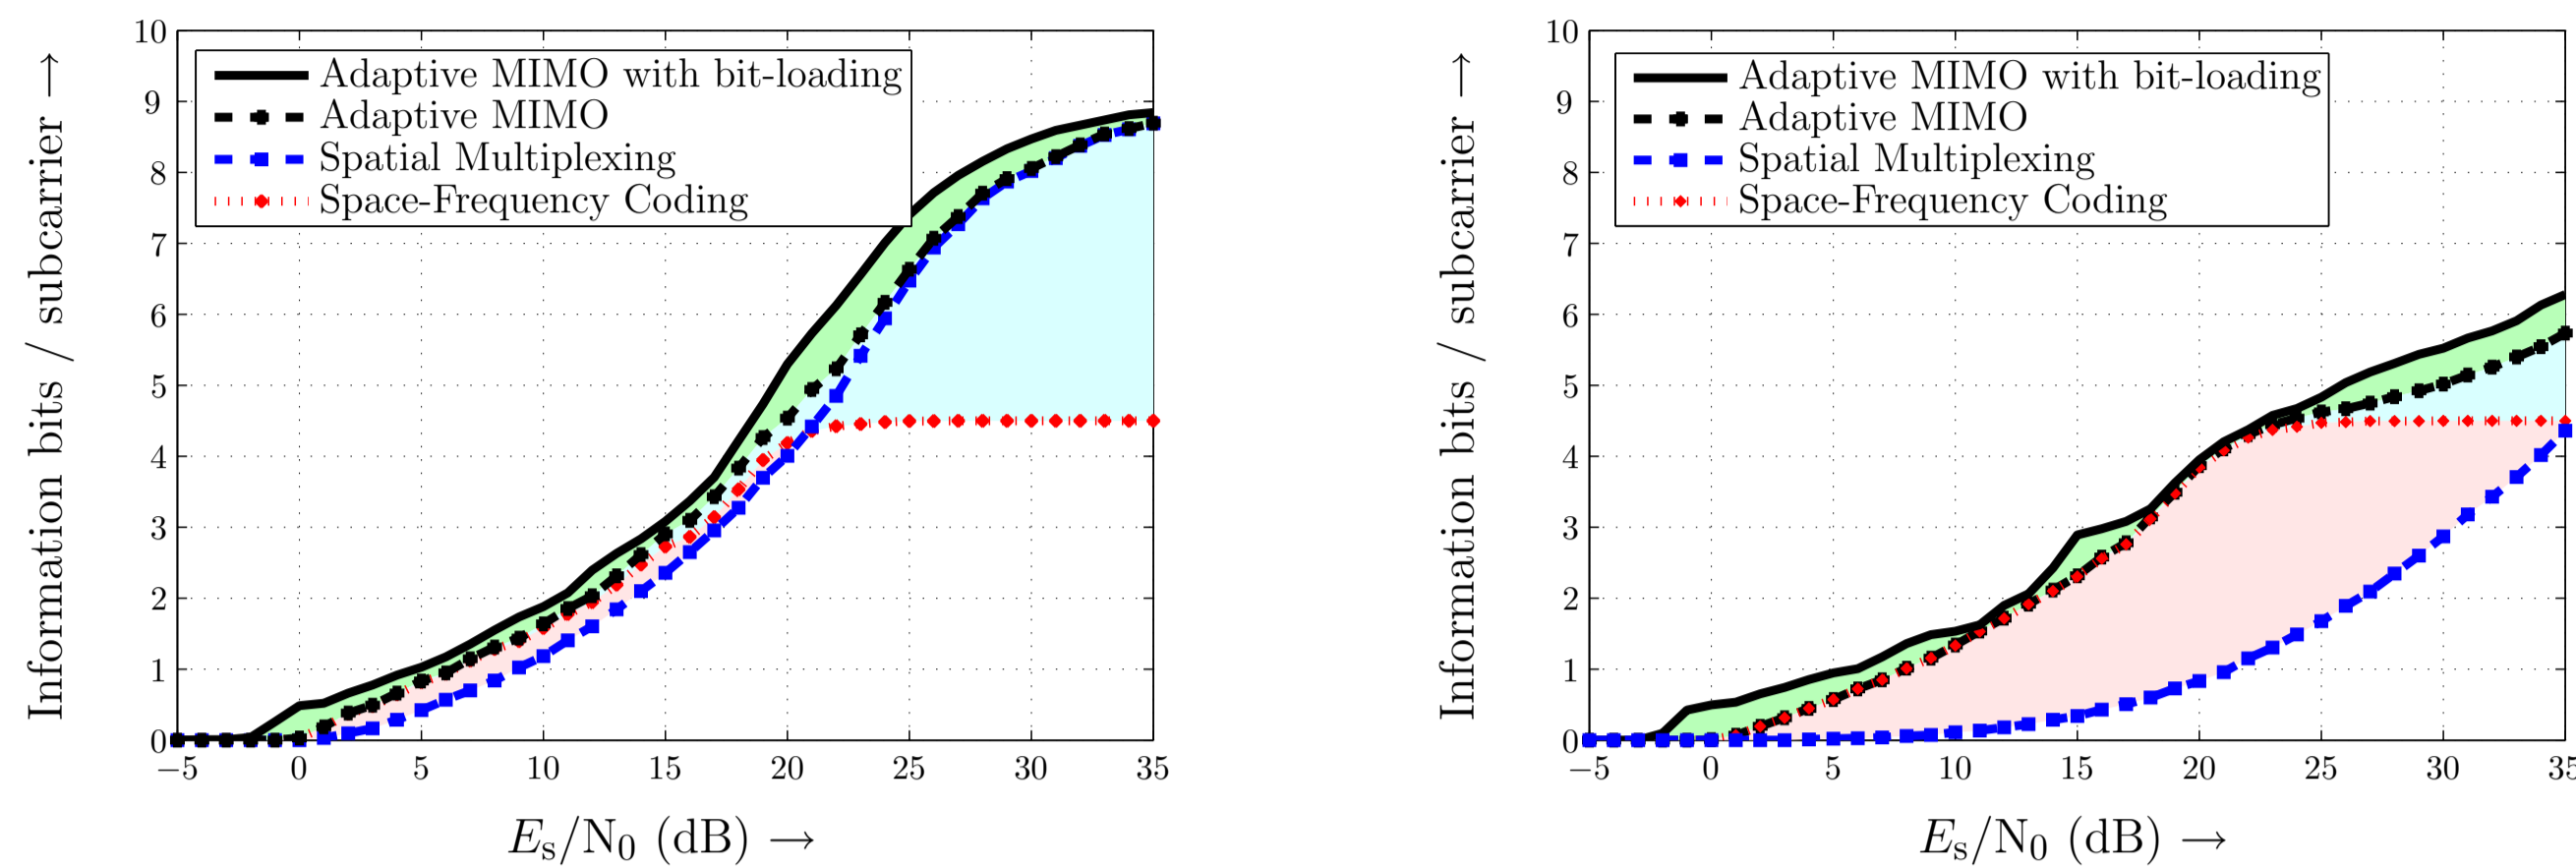 Information bits / subcarrier →
10
9
8
7
6
5
4
3
2
1
0
Adaptive MIMO with bit-loading
Adaptive MIMO
Spatial Multiplexing
Space-Frequency Coding
−5 0 5 10 15 20 25 30 35
Es/N0 (dB) →
Information bits / subcarrier →
10
9
8
7
6
5
4
3
2
1
0
Adaptive MIMO with bit-loading
Adaptive MIMO
Spatial Multiplexing
Space-Frequency Coding
−5 0 5 10 15 20 25 30 35
Es/N0 (dB) →